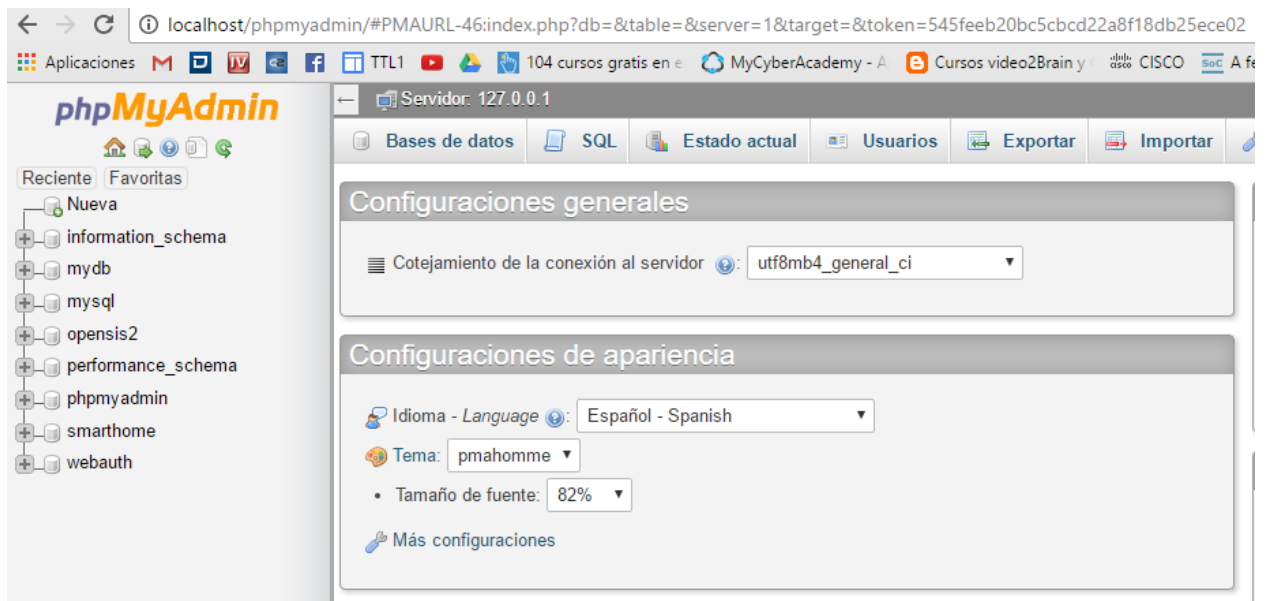 localhost/phpmyadmin/#PMAURL-46:index.php?db=&table=&server=1&target=&token=545feeb20bc5cbcd22a8f18db25ece02
Aplicaciones TTL1 104 cursos gratis en e MyCyberAcademy - A Cursos video2Brain y CISCO A fe
phpMyAdmin
Reciente Favoritas
Nueva
information_schema
mydb
mysql
opensis2
performance_schema
phpmyadmin
smarthome
webauth
Servidor: 127.0.0.1
Bases de datos SQL Estado actual Usuarios Exportar Importar
Configuraciones generales
Cotejamiento de la conexión al servidor : utf8mb4_general_ci
Configuraciones de apariencia
Idioma - Language : Español - Spanish
Tema: pmahomme
• Tamaño de fuente: 82%
Más configuraciones